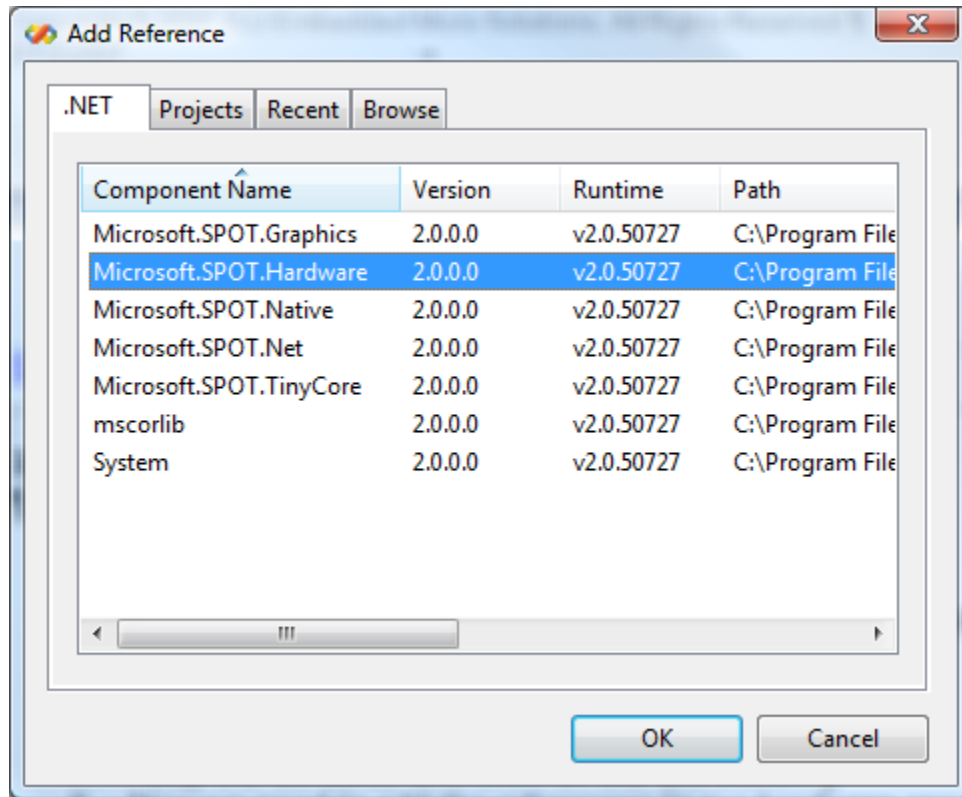 Add Reference
.NET Projects Recent Browse
Component Name Version Runtime Path
Microsoft.SPOT.Graphics 2.0.0.0 v2.0.50727 C:\Program File
Microsoft.SPOT.Hardware 2.0.0.0 v2.0.50727 C:\Program File
Microsoft.SPOT.Native 2.0.0.0 v2.0.50727 C:\Program File
Microsoft.SPOT.Net 2.0.0.0 v2.0.50727 C:\Program File
Microsoft.SPOT.TinyCore 2.0.0.0 v2.0.50727 C:\Program File
mscorlib 2.0.0.0 v2.0.50727 C:\Program File
System 2.0.0.0 v2.0.50727 C:\Program File
OK Cancel